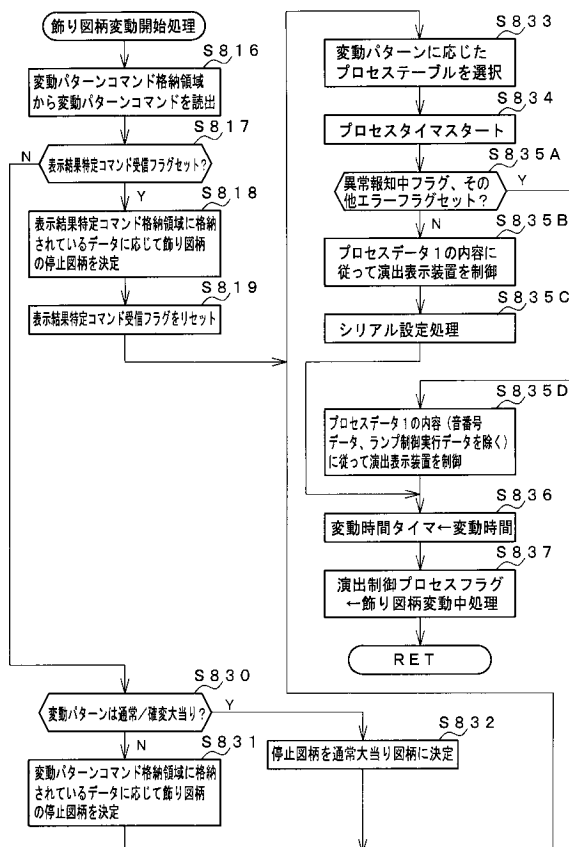 飾り図柄変動開始処理
S816
変動パターンコマンド格納領域
から変動パターンコマンドを読出
S817
N
表示結果特定コマンド受信フラグセット?
Y
S818
表示結果特定コマンド格納領域に格納
されているデータに応じて飾り図柄
の停止図柄を決定
S819
表示結果特定コマンド受信フラグをリセット
S830
変動パターンは通常/確変大当り?
Y
N
S831
変動パターンコマンド格納領域に格納
されているデータに応じて飾り図柄
の停止図柄を決定
S832
停止図柄を通常大当り図柄に決定
S833
変動パターンに応じた
プロセステーブルを選択
S834
プロセスタイマスタート
S835A
異常報知中フラグ、その
他エラーフラグセット?
Y
N
S835B
プロセスデータ1の内容に
従って演出表示装置を制御
S835C
シリアル設定処理
S835D
プロセスデータ1の内容(音番号
データ、ランプ制御実行データを除く)
に従って演出表示装置を制御
S836
変動時間タイマ←変動時間
S837
演出制御プロセスフラグ
←飾り図柄変動中処理
RET